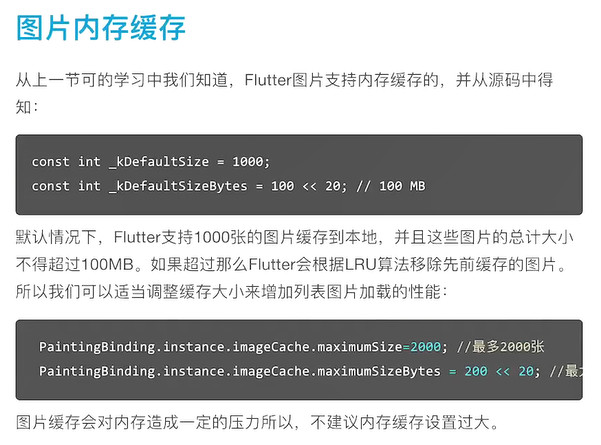 图片内存缓存
从上一节可的学习中我们知道，Flutter图片支持内存缓存的，并从源码中得
知：
const int _kDefaultSize = 1000;
const int _kDefaultSizeBytes = 100 << 20; // 100 MB
默认情况下，Flutter支持1000张的图片缓存到本地，并且这些图片的总计大小
不得超过100MB。如果超过那么Flutter会根据LRU算法移除先前缓存的图片。
所以我们可以适当调整缓存大小来增加列表图片加载的性能：
PaintingBinding.instance.imageCache.maximumSize=2000; //最多2000张
PaintingBinding.instance.imageCache.maximumSizeBytes = 200 << 20; //最
图片缓存会对内存造成一定的压力所以，不建议内存缓存设置过大。